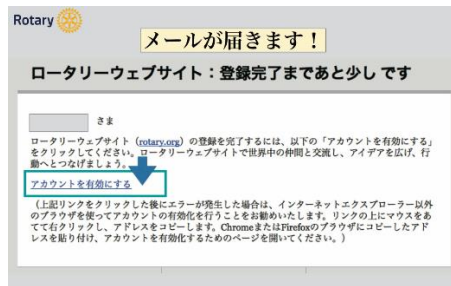 Rotary
メールが届きます！
ロータリーウェブサイト：登録完了まであと少しです
さま
ロータリーウェブサイト（rotary.org）の登録を完了するには、以下の「アカウントを有効にする」
をクリックしてください。ロータリーウェブサイトで世界中の仲間と交流し、アイデアを広げ、行
動へとつなげましょう。
アカウントを有効にする
（上記リンクをクリックした後にエラーが発生した場合は、インターネットエクスプローラー以外
のブラウザを使ってアカウントの有効化を行うことをお勧めいたします。リンクの上にマウスをあ
てて右クリックし、アドレスをコピーします。ChromeまたはFirefoxのブラウザにコピーしたアド
レスを貼り付け、アカウントを有効化するためのページを開いてください。）